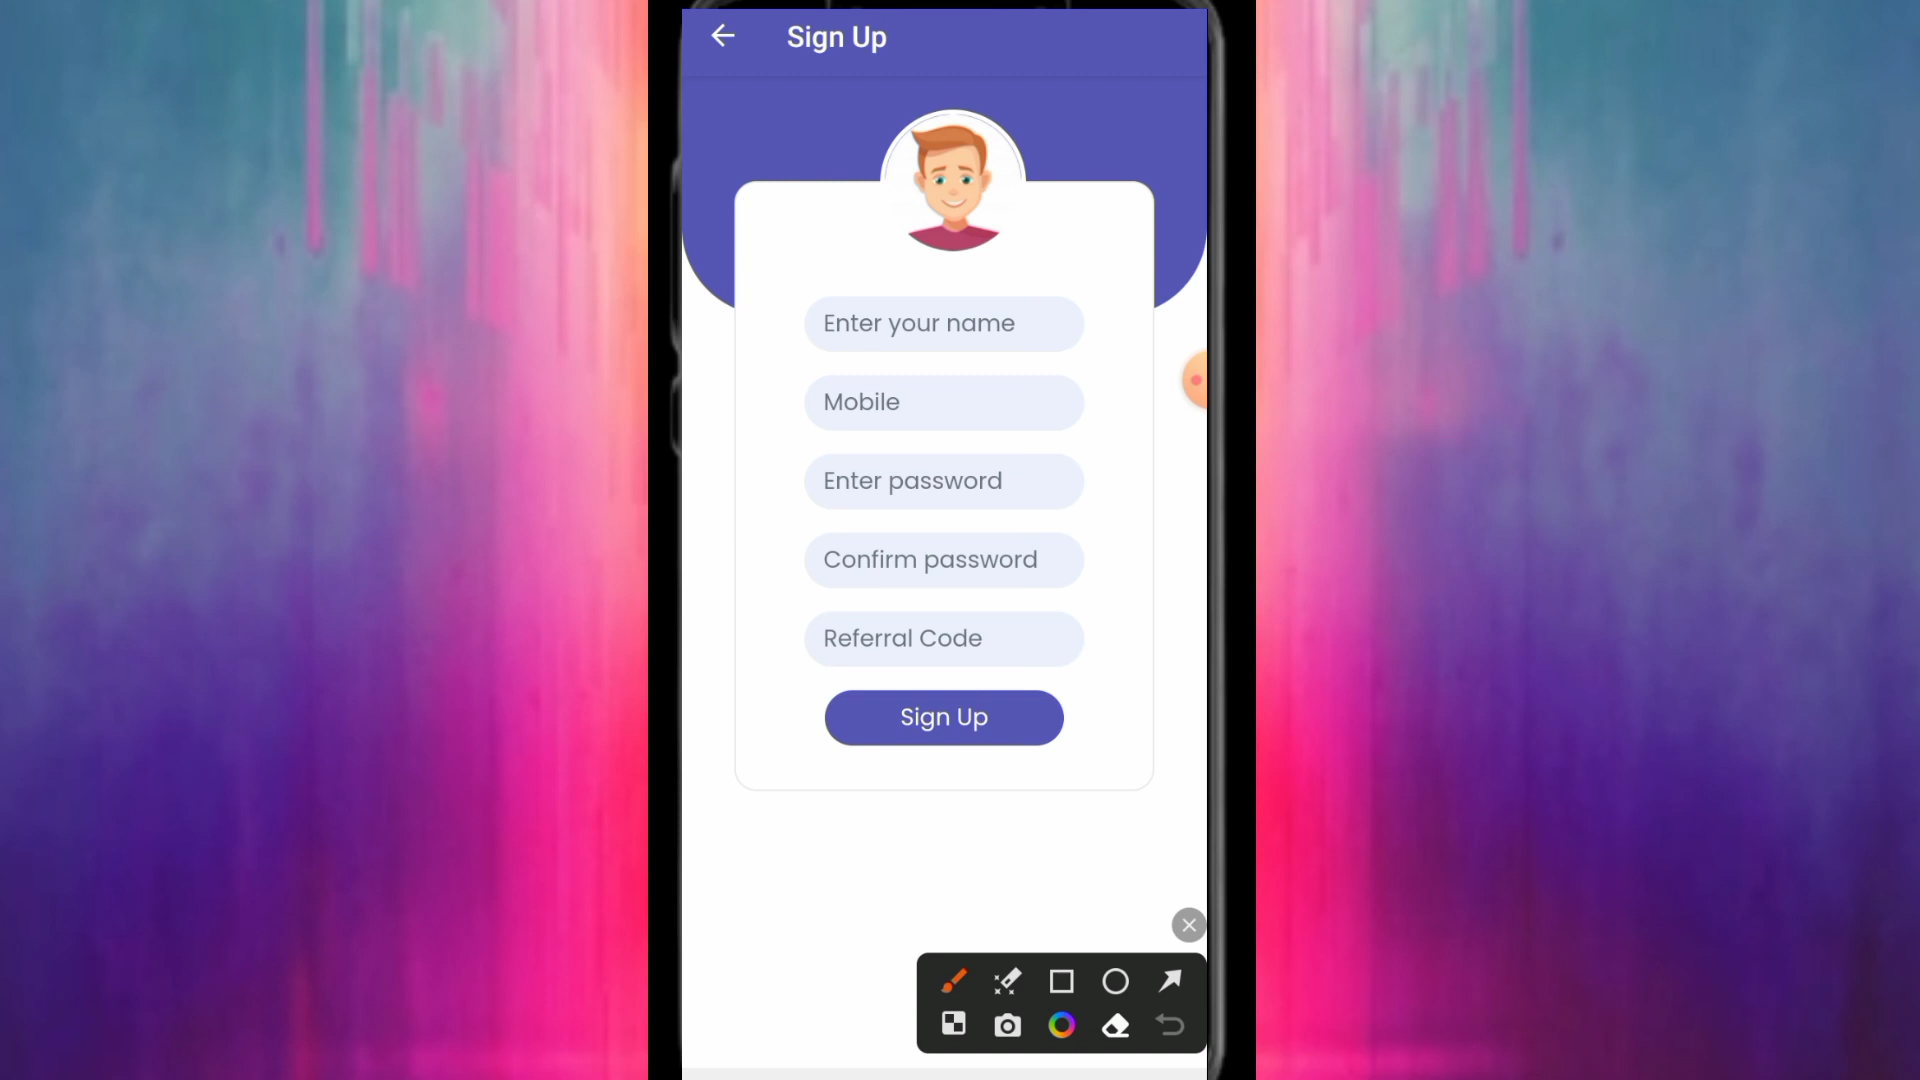 Sign Up
Enter your name
Mobile
Enter password
Confirm password
Referral Code
Sign Up